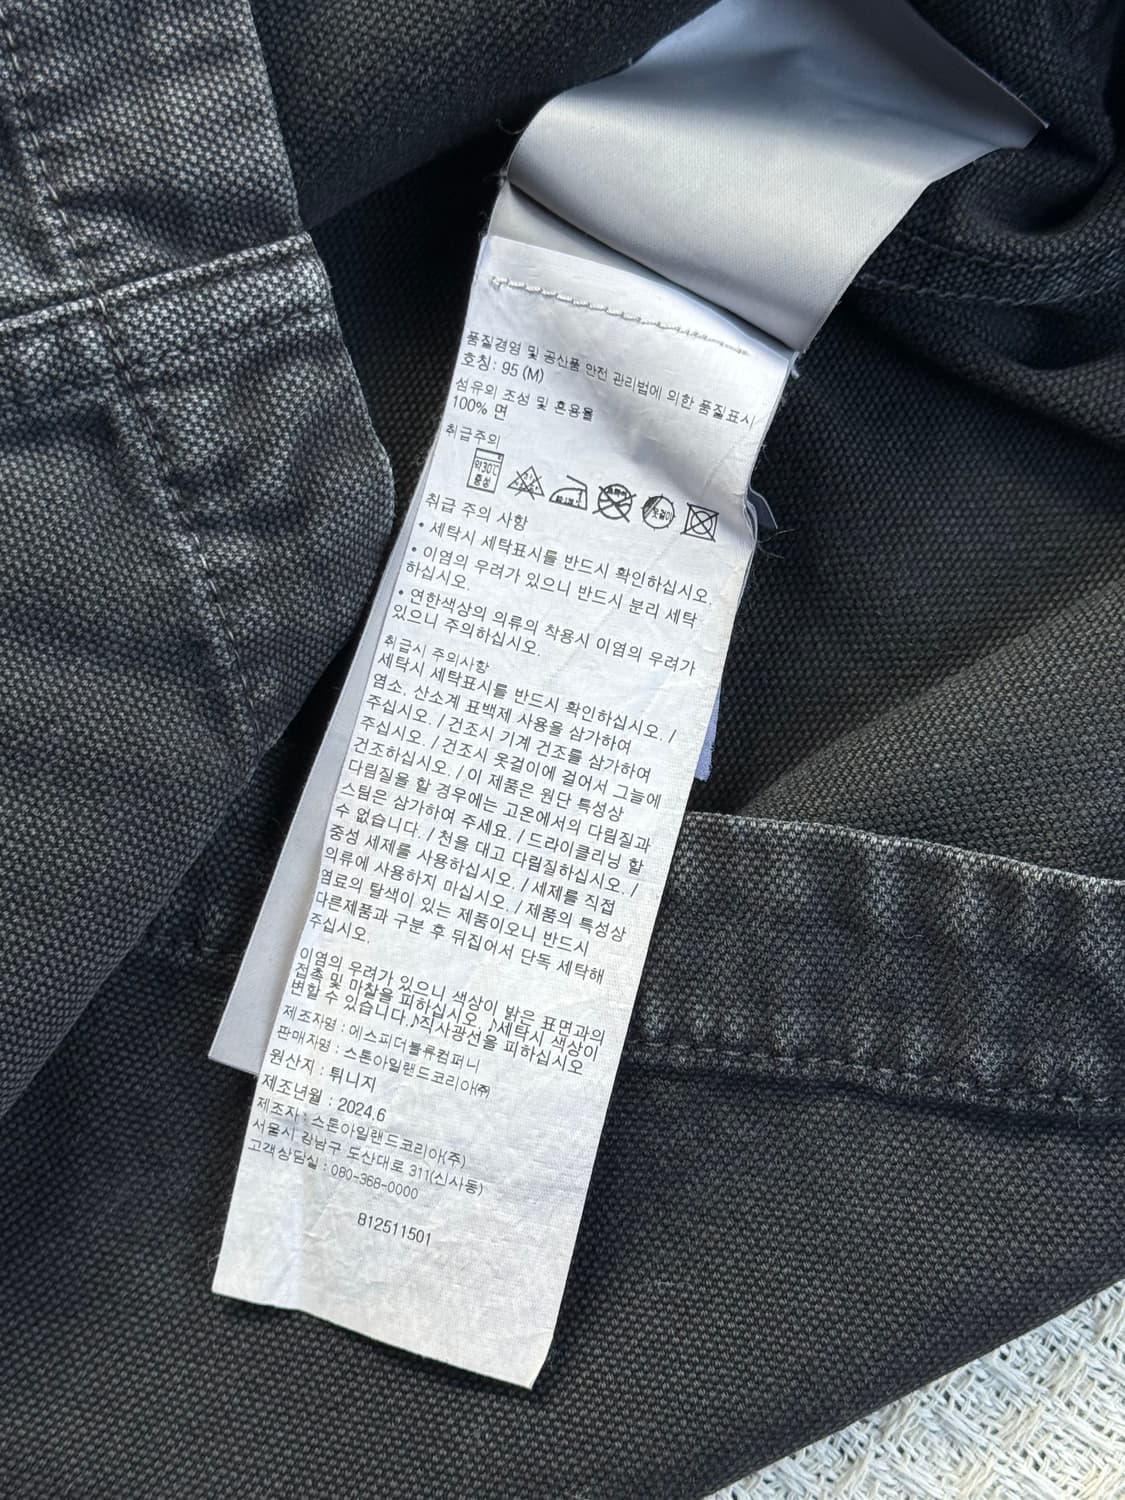 품질경영 및 공산품 안전 관리법에 의한 품질표시
호칭: 95 (M)
섬유의 조성 및 혼용율
100% 면
취급주의
약30℃
중성
옷걸이
취급 주의 사항
• 세탁시 세탁표시를 반드시 확인하십시오.
• 이염의 우려가 있으니 반드시 분리 세탁
하십시오.
• 연한색상의 의류의 착용시 이염의 우려가
있으니 주의하십시오.
취급시 주의사항
세탁시 세탁표시를 반드시 확인하십시오. /
염소, 산소계 표백제 사용을 삼가하여
주십시오. / 건조시 기계 건조를 삼가하여
주십시오. / 건조시 옷걸이에 걸어서 그늘에
건조하십시오. / 이 제품은 원단 특성상
다림질을 할 경우에는 고온에서의 다림질과
스팀은 삼가하여 주세요. / 드라이클리닝 할
수 없습니다. / 천을 대고 다림질하십시오. /
중성 세제를 사용하십시오. / 세제를 직접
의류에 사용하지 마십시오. / 제품의 특성상
염료의 탈색이 있는 제품이오니 반드시
다른제품과 구분 후 뒤집어서 단독 세탁해
주십시오.
이염의 우려가 있으니 색상이 밝은 표면과의
접촉 및 마찰을 피하십시오. ♪세탁시 색상이
변할 수 있습니다.♪직사광선을 피하십시오
제조자명 : 에스피더블류컴퍼니
판매자명 : 스톤아일랜드코리아㈜
원산지 : 튀니지
제조년월 : 2024.6
제조자 : 스톤아일랜드코리아(주)
서울시 강남구 도산대로 311(신사동)
고객상담실 : 080-368-0000
812511501